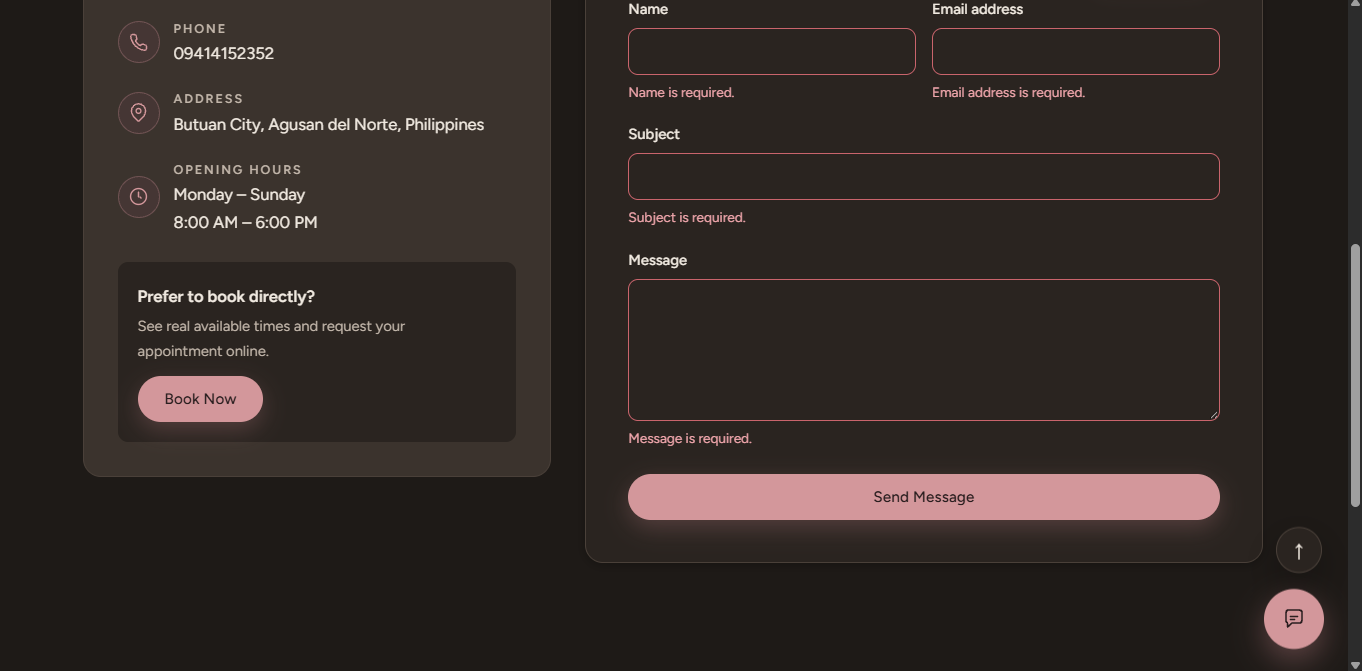 PHONE
09414152352
ADDRESS
Butuan City, Agusan del Norte, Philippines
OPENING HOURS
Monday – Sunday
8:00 AM – 6:00 PM
Prefer to book directly?
See real available times and request your
appointment online.
Book Now
Name
Email address
Name is required.
Email address is required.
Subject
Subject is required.
Message
Message is required.
Send Message